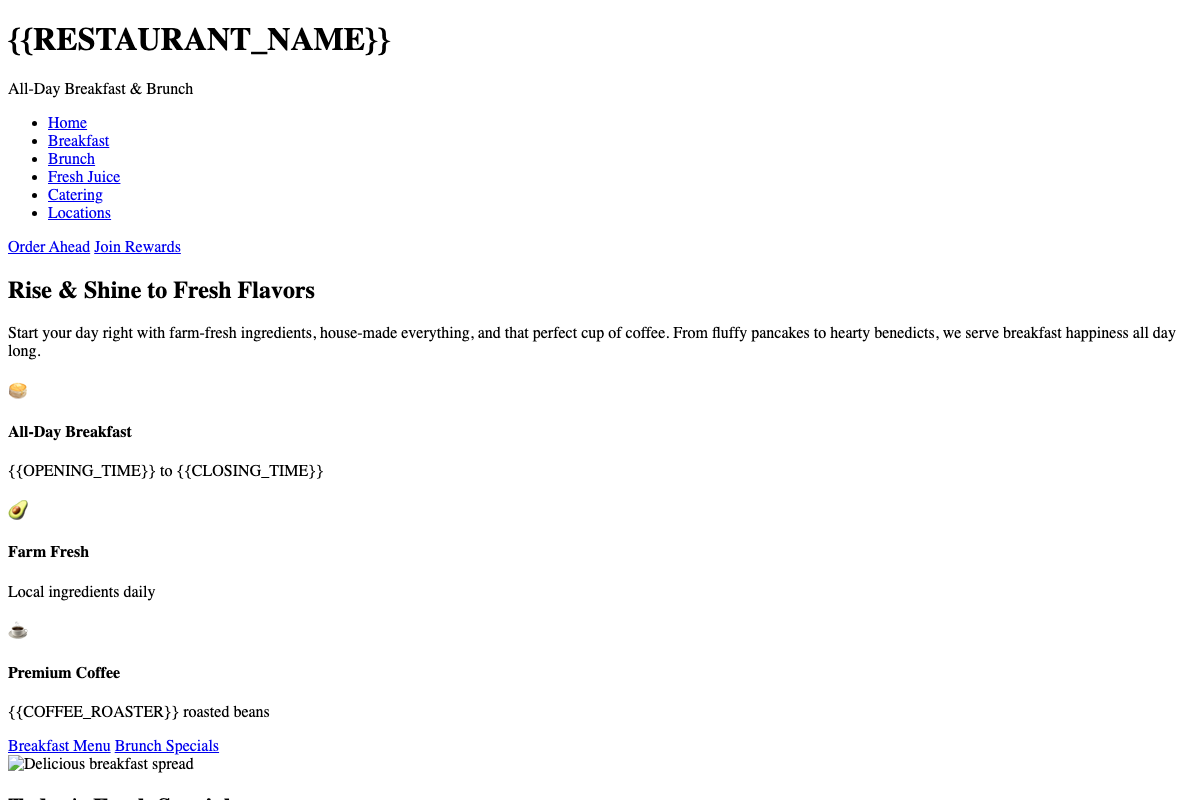 {{RESTAURANT_NAME}}
All-Day Breakfast & Brunch
Home
Breakfast
Brunch
Fresh Juice
Catering
Locations
Order Ahead Join Rewards
Rise & Shine to Fresh Flavors
Start your day right with farm-fresh ingredients, house-made everything, and that perfect cup of coffee. From fluffy pancakes to hearty benedicts, we serve breakfast happiness all day
long.
All-Day Breakfast
{{OPENING_TIME}} to {{CLOSING_TIME}}
Farm Fresh
Local ingredients daily
Premium Coffee
{{COFFEE_ROASTER}} roasted beans
Breakfast Menu Brunch Specials
Delicious breakfast spread